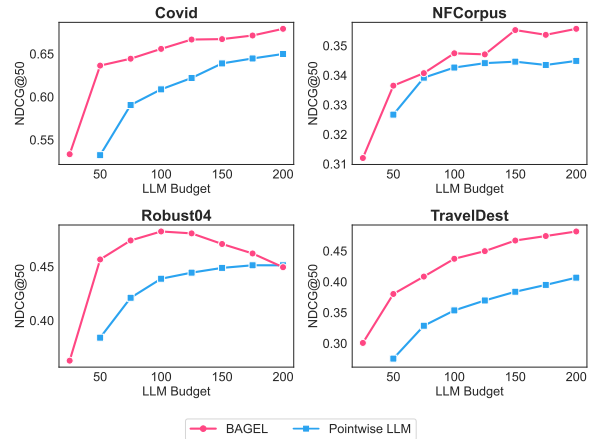 Covid
NDCG@50
0.65
0.60
0.55
50 100 150 200
LLM Budget
NFCorpus
NDCG@50
0.35
0.34
0.33
0.32
0.31
50 100 150 200
LLM Budget
Robust04
NDCG@50
0.45
0.40
50 100 150 200
LLM Budget
TravelDest
NDCG@50
0.45
0.40
0.35
0.30
50 100 150 200
LLM Budget
BAGEL Pointwise LLM